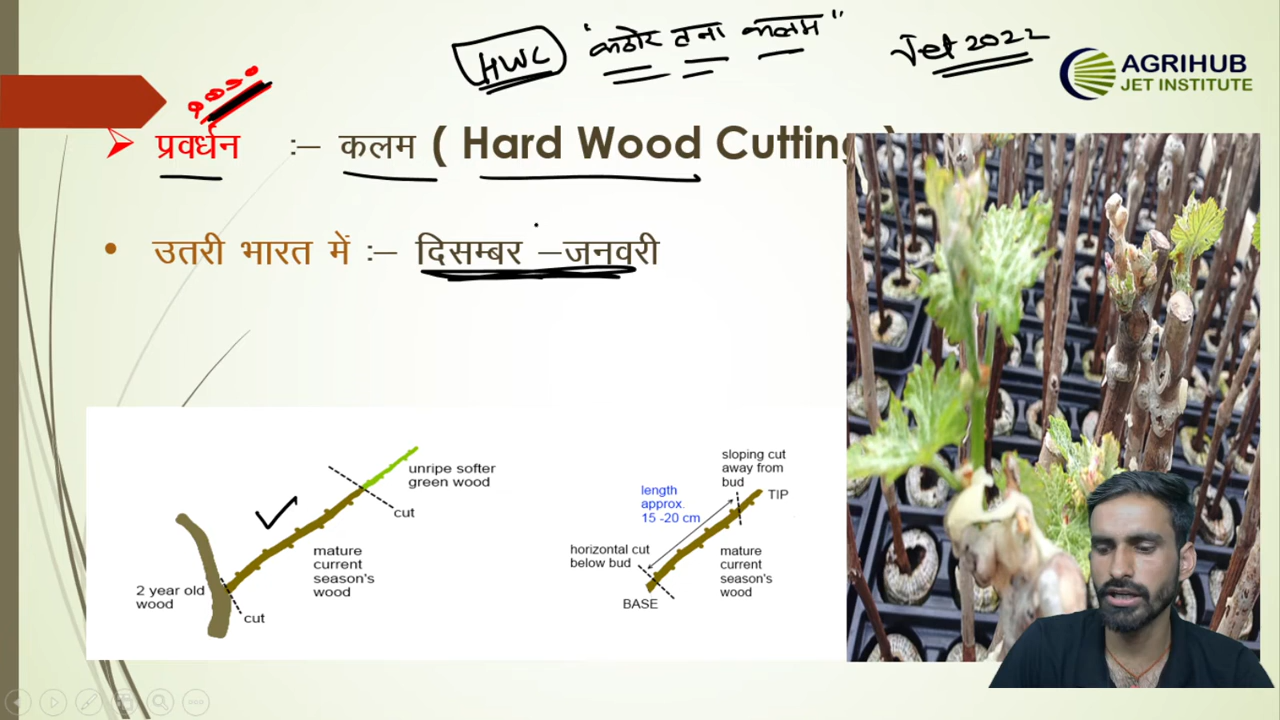 HWC "कठोर तना कलम" Jet 2022
AGRIHUB
JET INSTITUTE
प्रवर्धन :– कलम ( Hard Wood Cutting )
उतरी भारत में :– दिसम्बर –जनवरी
unripe softer
green wood
cut
mature
current
season's
wood
2 year old
wood
cut
sloping cut
away from
bud
TIP
length
approx.
15 -20 cm
horizontal cut
below bud
mature
current
season's
wood
BASE